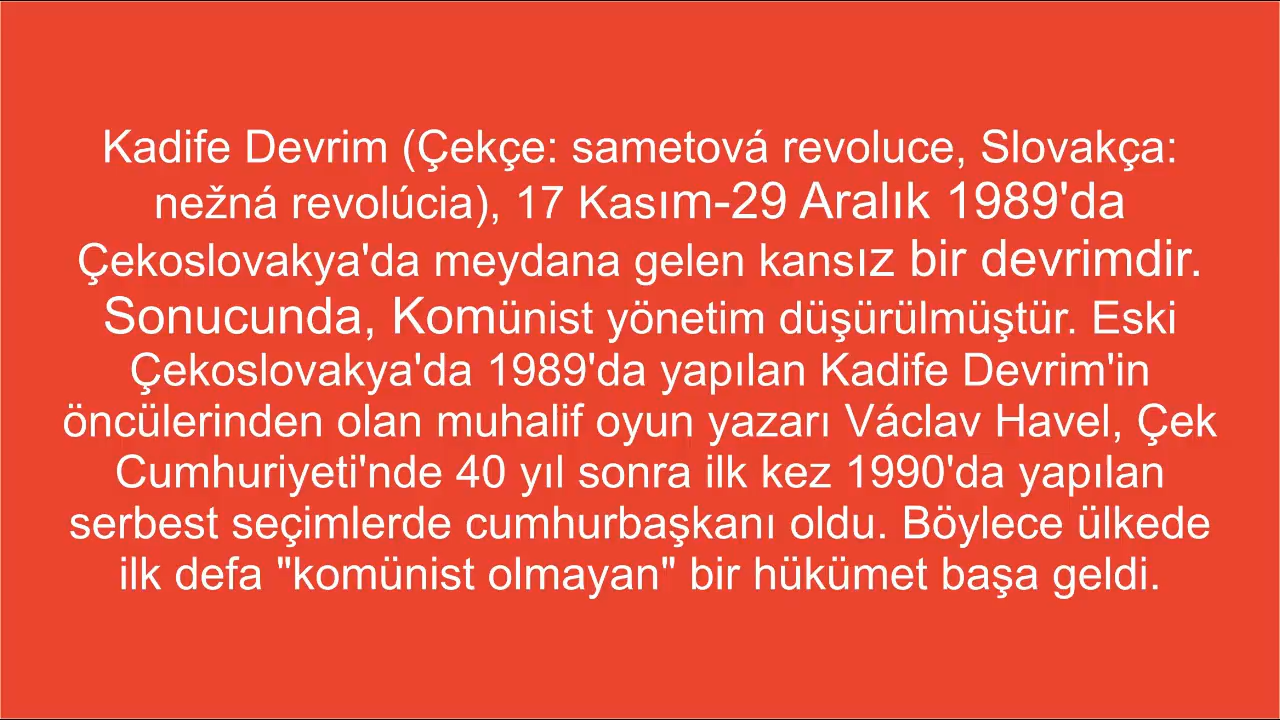 Kadife Devrim (Çekçe: sametová revoluce, Slovakça:
nežná revolúcia), 17 Kasım-29 Aralık 1989'da
Çekoslovakya'da meydana gelen kansız bir devrimdir.
Sonucunda, Komünist yönetim düşürülmüştür. Eski
Çekoslovakya'da 1989'da yapılan Kadife Devrim'in
öncülerinden olan muhalif oyun yazarı Václav Havel, Çek
Cumhuriyeti'nde 40 yıl sonra ilk kez 1990'da yapılan
serbest seçimlerde cumhurbaşkanı oldu. Böylece ülkede
ilk defa "komünist olmayan" bir hükümet başa geldi.